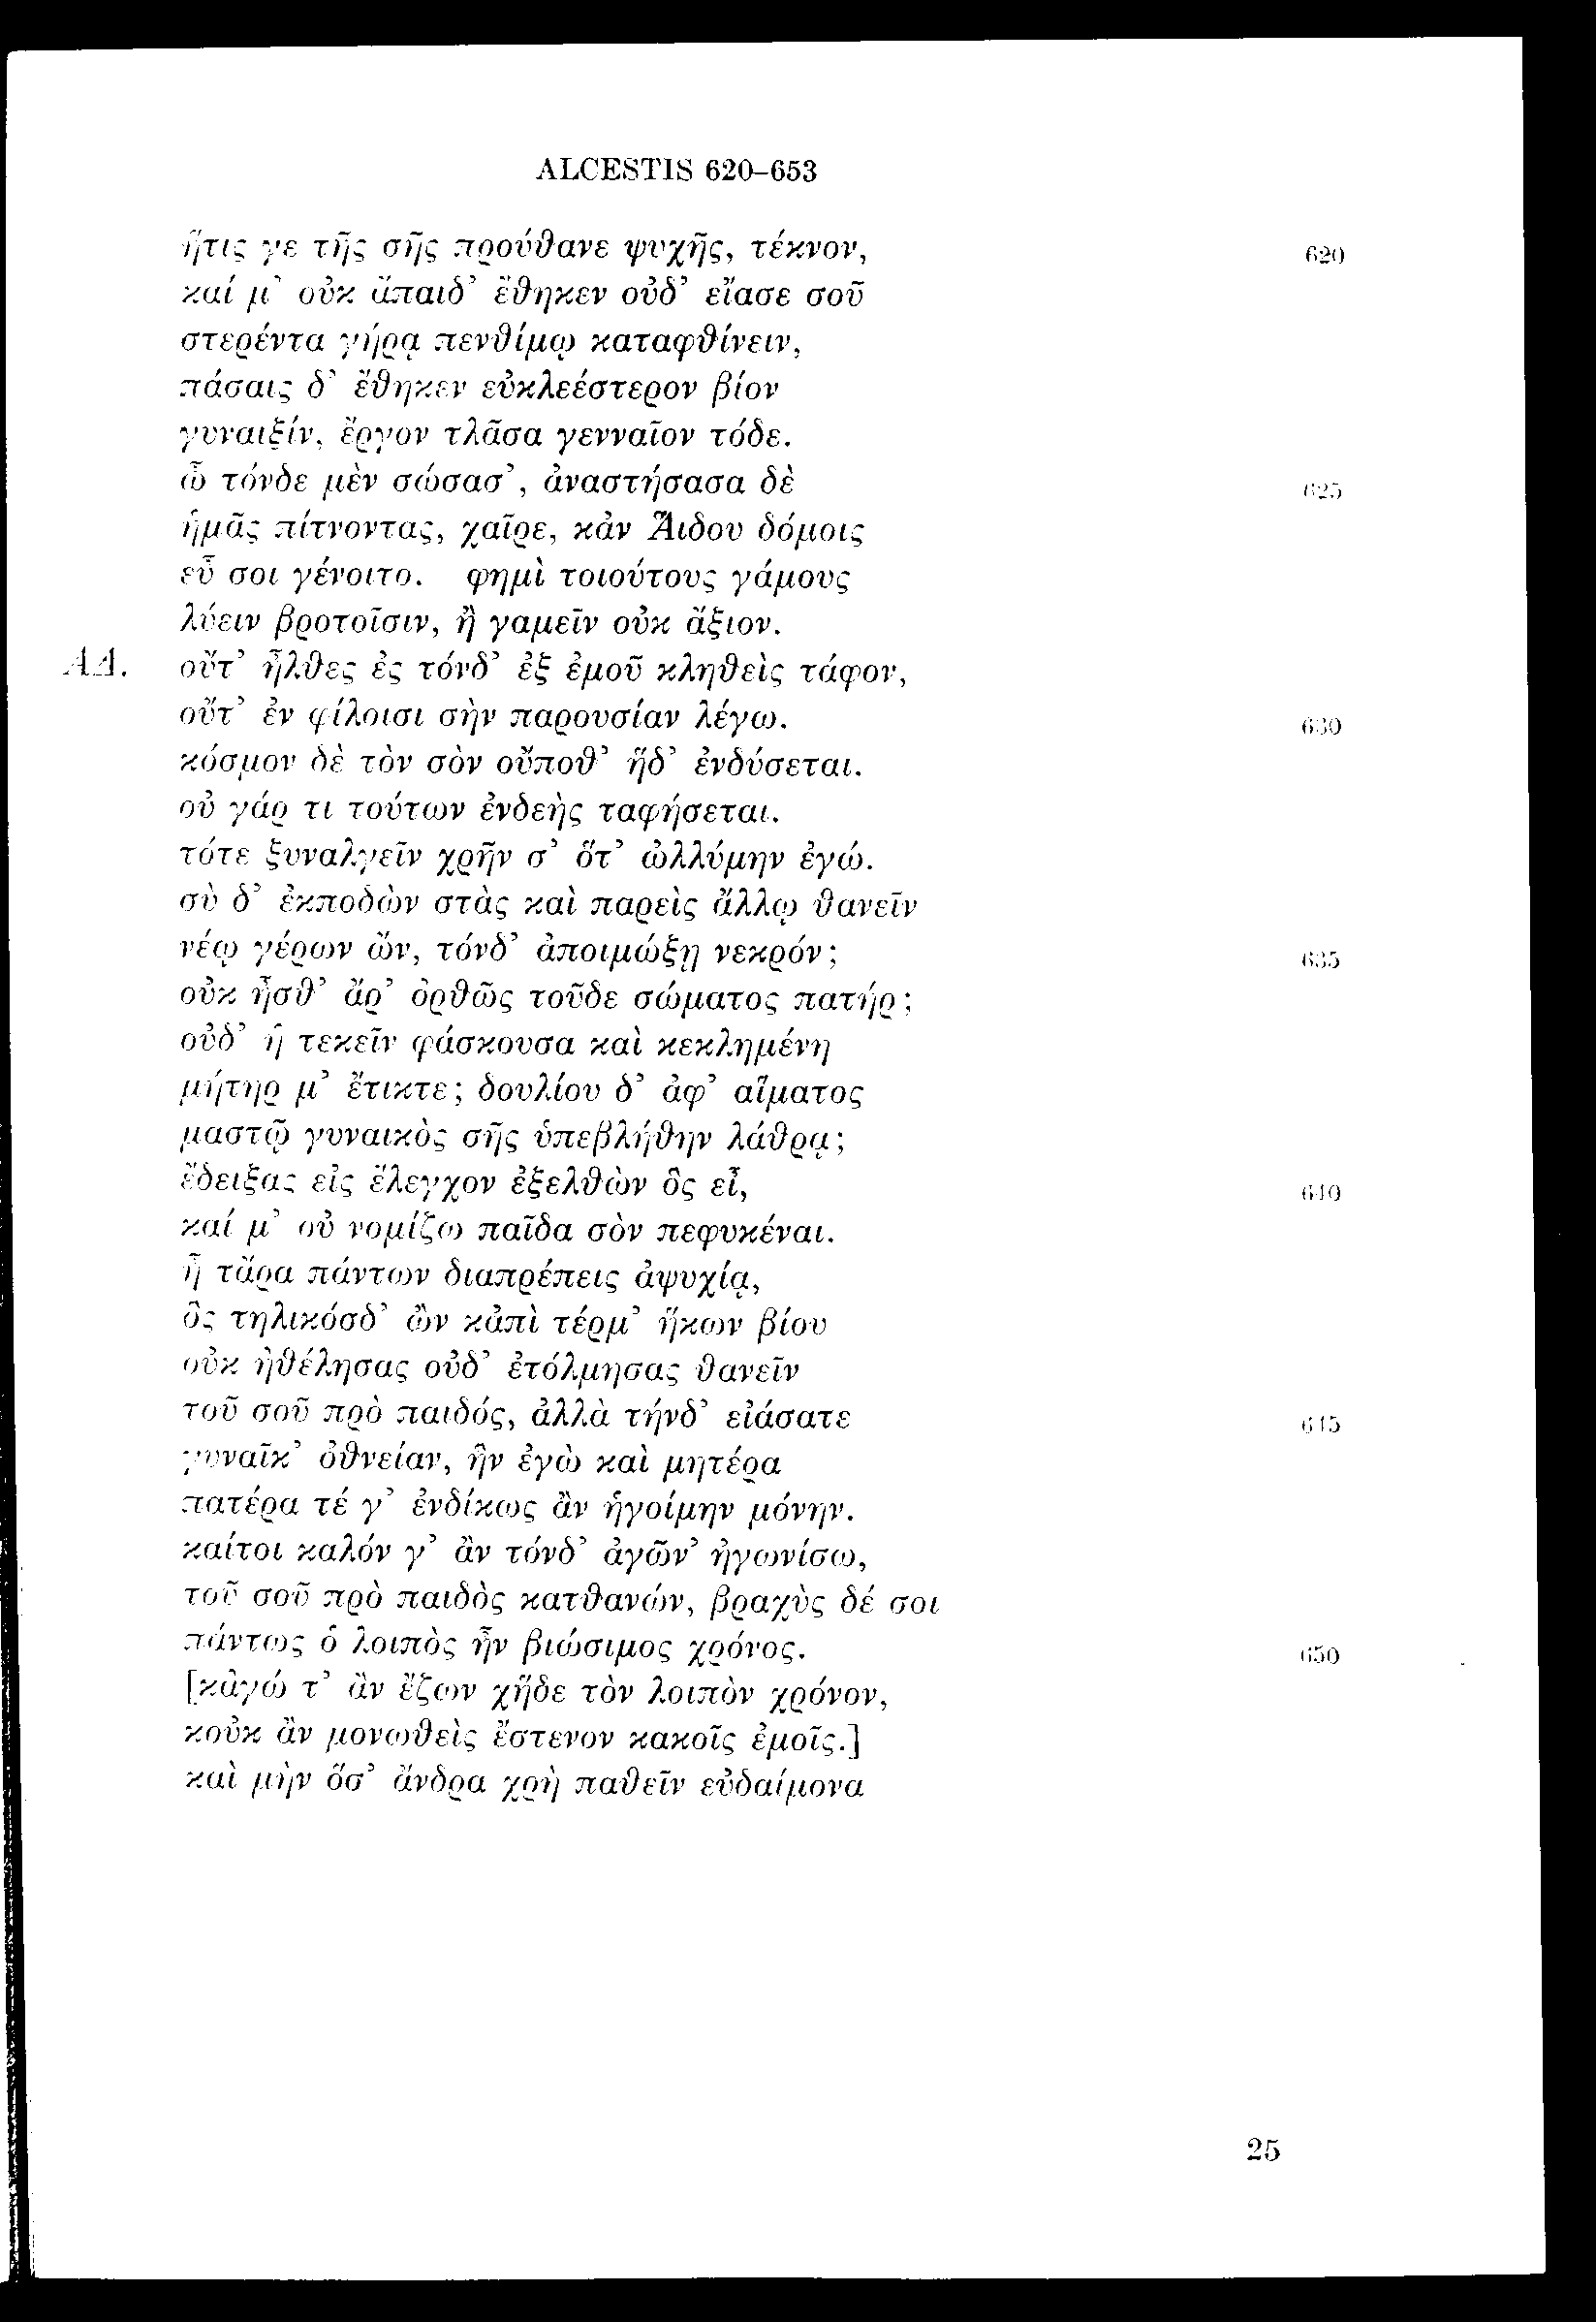 ALCESTIS 620–653
ἥτις γε τῆς σῆς προύθανε ψυχῆς, τέκνον, 620
καί μ’ οὐκ ἄπαιδ’ ἔθηκεν οὐδ’ εἴασε σοῦ
στερέντα γήρᾳ πενθίμῳ καταφθίνειν,
πάσαις δ’ ἔθηκεν εὐκλεέστερον βίον
γυναιξίν, ἔργον τλᾶσα γενναῖον τόδε.
ὦ τόνδε μὲν σώσασ’, ἀναστήσασα δὲ 625
ἡμᾶς πίτνοντας, χαῖρε, κἀν Ἅιδου δόμοις
εὖ σοι γένοιτο. φημὶ τοιούτους γάμους
λύειν βροτοῖσιν, ἢ γαμεῖν οὐκ ἄξιον.
ΑΔ. οὔτ’ ἦλθες ἐς τόνδ’ ἐξ ἐμοῦ κληθεὶς τάφον,
οὔτ’ ἐν φίλοισι σὴν παρουσίαν λέγω. 630
κόσμον δὲ τὸν σὸν οὔποθ’ ἥδ’ ἐνδύσεται.
οὐ γάρ τι τούτων ἐνδεὴς ταφήσεται.
τότε ξυναλγεῖν χρῆν σ’ ὅτ’ ὠλλύμην ἐγώ.
σὺ δ’ ἐκποδὼν στὰς καὶ παρεὶς ἄλλῳ θανεῖν
νέῳ γέρων ὤν, τόνδ’ ἀποιμώξῃ νεκρόν; 635
οὐκ ἦσθ’ ἄρ’ ὀρθῶς τοῦδε σώματος πατήρ;
οὐδ’ ἡ τεκεῖν φάσκουσα καὶ κεκλημένη
μήτηρ μ’ ἔτικτε; δουλίου δ’ ἀφ’ αἵματος
μαστῷ γυναικὸς σῆς ὑπεβλήθην λάθρᾳ;
ἔδειξας εἰς ἔλεγχον ἐξελθὼν ὃς εἶ, 640
καί μ’ οὐ νομίζω παῖδα σὸν πεφυκέναι.
ἦ τἄρα πάντων διαπρέπεις ἀψυχίᾳ,
ὃς τηλικόσδ’ ὢν κἀπὶ τέρμ’ ἥκων βίου
οὐκ ἠθέλησας οὐδ’ ἐτόλμησας θανεῖν
τοῦ σοῦ πρὸ παιδός, ἀλλὰ τήνδ’ εἰάσατε 645
γυναῖκ’ ὀθνείαν, ἣν ἐγὼ καὶ μητέρα
πατέρα τέ γ’ ἐνδίκως ἂν ἡγοίμην μόνην.
καίτοι καλόν γ’ ἂν τόνδ’ ἀγῶν’ ἠγωνίσω,
τοῦ σοῦ πρὸ παιδὸς κατθανών, βραχὺς δέ σοι
πάντως ὁ λοιπὸς ἦν βιώσιμος χρόνος. 650
[κἀγώ τ’ ἂν ἔζων χἥδε τὸν λοιπὸν χρόνον,
κοὐκ ἂν μονωθεὶς ἔστενον κακοῖς ἐμοῖς.]
καὶ μὴν ὅσ’ ἄνδρα χρὴ παθεῖν εὐδαίμονα
25